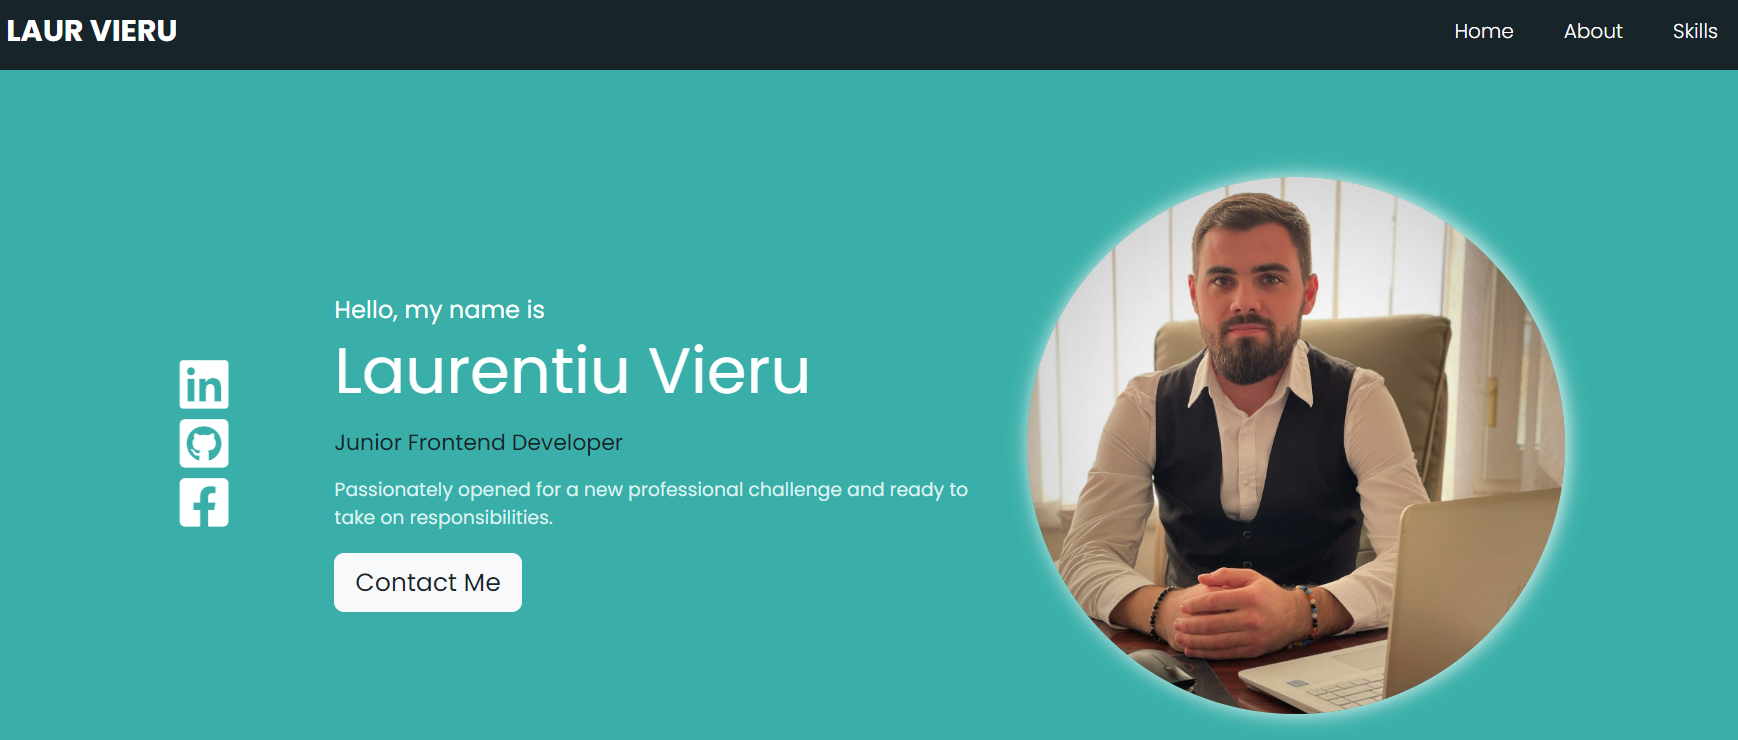 LAUR VIERU
Home
About
Skills
Hello, my name is
Laurentiu Vieru
in
Junior Frontend Developer
Passionately opened for a new professional challenge and ready to
take on responsibilities.
Contact Me